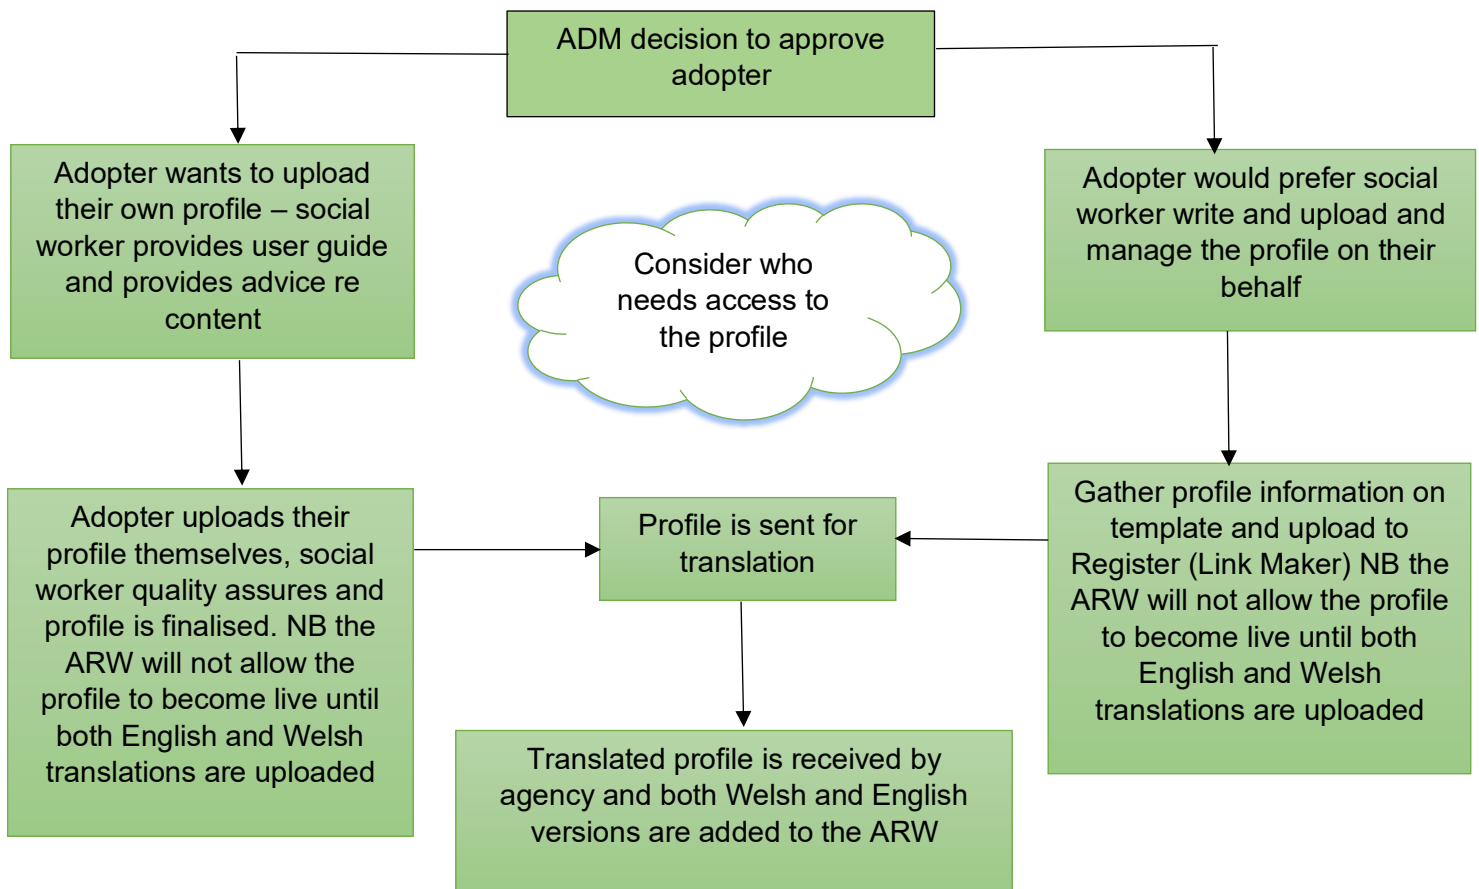 ADM decision to approve
adopter
Adopter wants to upload
their own profile – social
worker provides user guide
and provides advice re
content
Consider who
needs access to
the profile
Adopter would prefer social
worker write and upload and
manage the profile on their
behalf
Adopter uploads their
profile themselves, social
worker quality assures and
profile is finalised. NB the
ARW will not allow the
profile to become live until
both English and Welsh
translations are uploaded
Profile is sent for
translation
Gather profile information on
template and upload to
Register (Link Maker) NB the
ARW will not allow the profile
to become live until both
English and Welsh
translations are uploaded
Translated profile is received by
agency and both Welsh and English
versions are added to the ARW